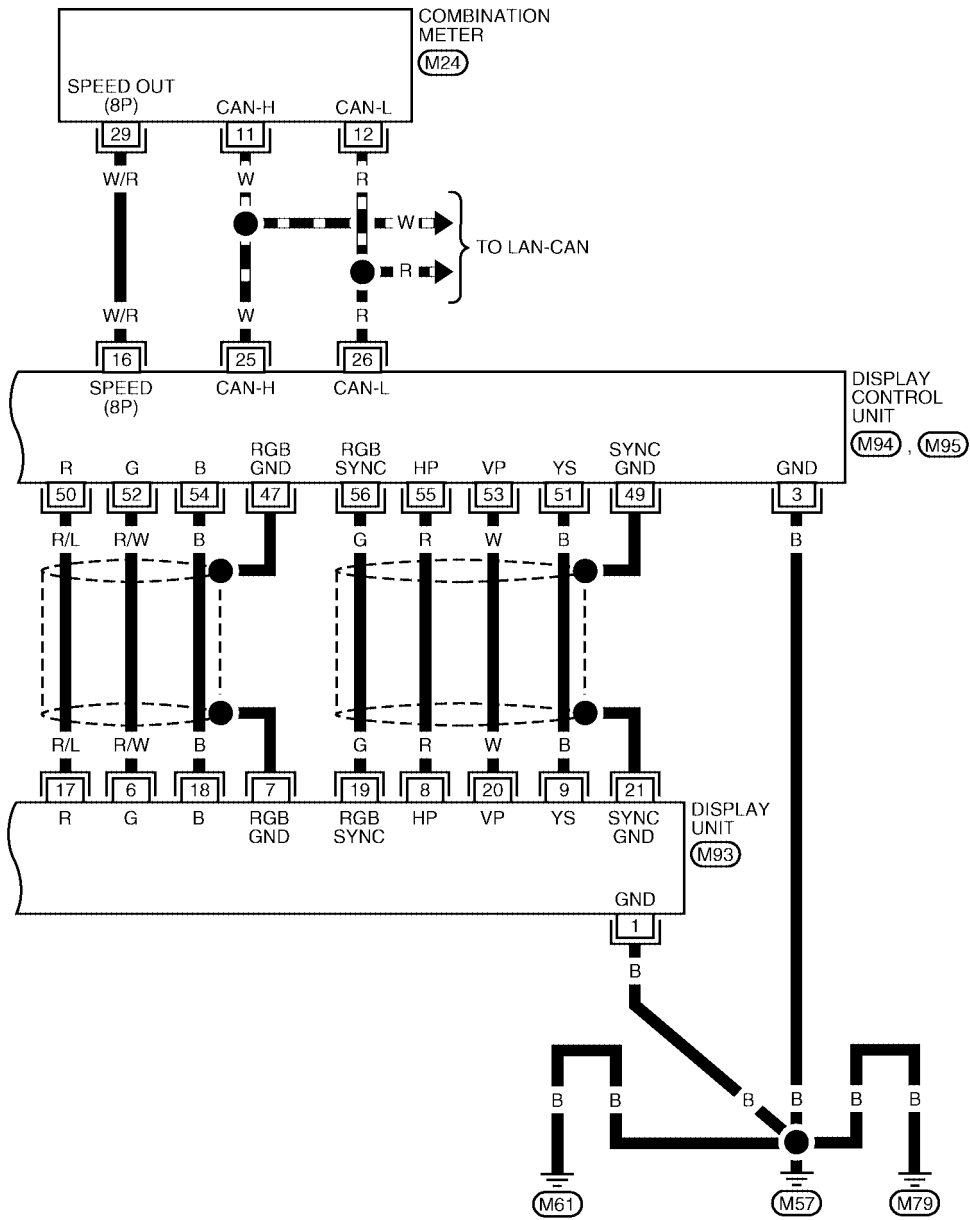 COMBINATION
METER
M24
SPEED OUT
(8P)
CAN-H
CAN-L
29
11
12
W/R
W
R
W
TO LAN-CAN
R
W/R
W
R
16
25
26
SPEED
(8P)
CAN-H
CAN-L
DISPLAY
CONTROL
UNIT
M94 , M95
R
G
B
RGB
GND
RGB
SYNC
HP
VP
YS
SYNC
GND
GND
50
52
54
47
56
55
53
51
49
3
R/L
R/W
B
G
R
W
B
B
R/L
R/W
B
G
R
W
B
17
6
18
7
19
8
20
9
21
R
G
B
RGB
GND
RGB
SYNC
HP
VP
YS
SYNC
GND
DISPLAY
UNIT
M93
GND
1
B
B
B
B
B
B
B
M61
M57
M79